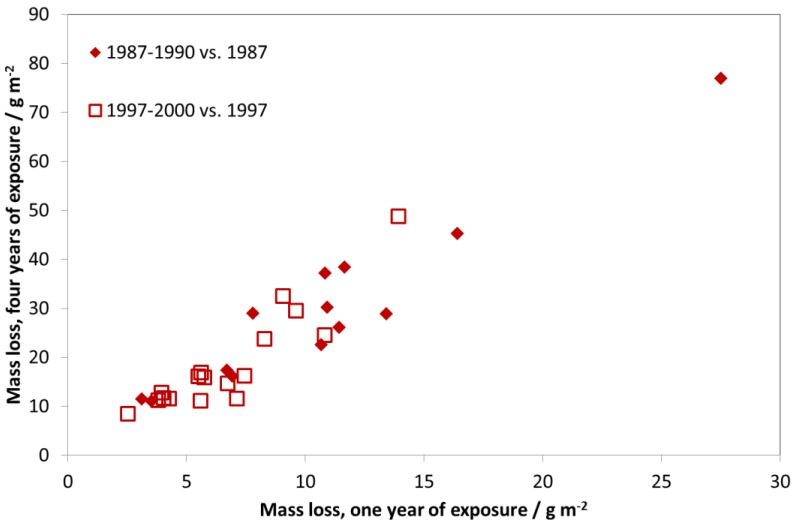 90
80
70
60
50
40
30
20
10
0
Mass loss, four years of exposure / g m⁻²
1987-1990 vs. 1987
1997-2000 vs. 1997
0 5 10 15 20 25 30
Mass loss, one year of exposure / g m⁻²